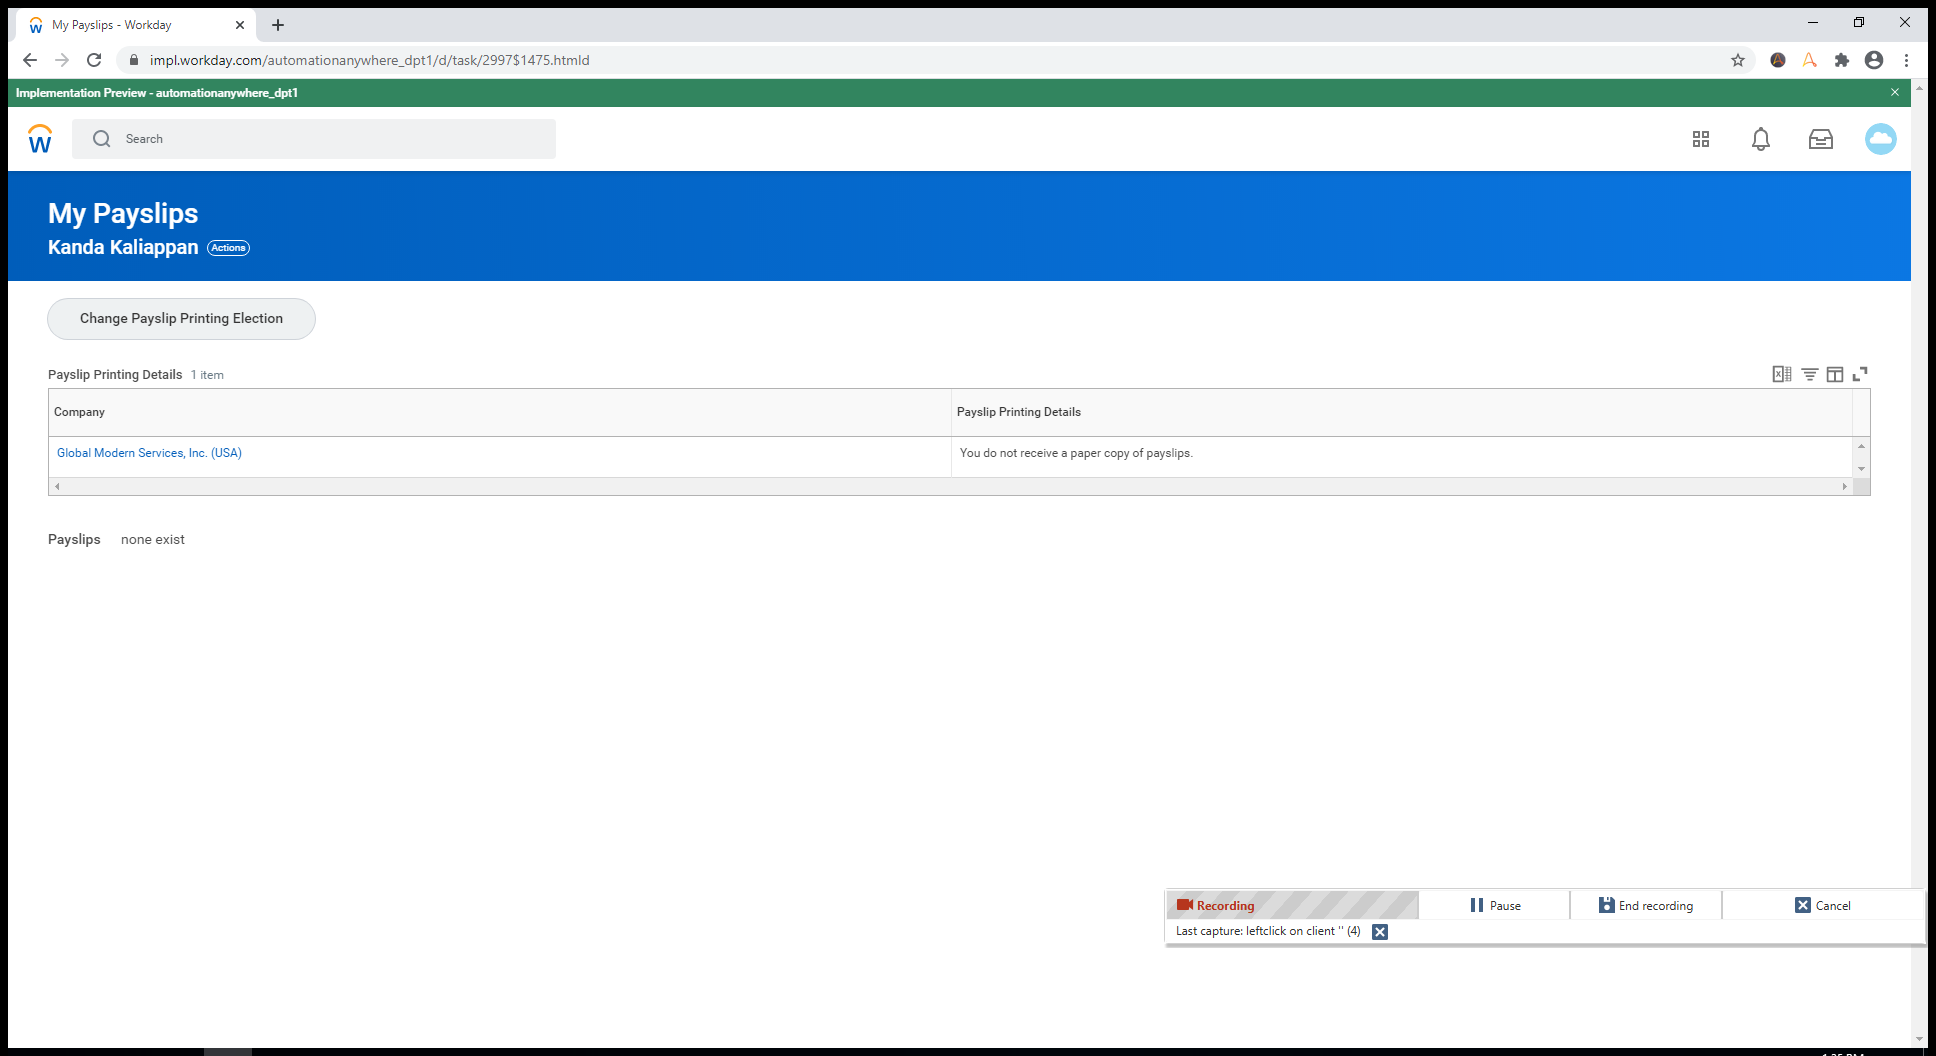 My Payslips - Workday
impl.workday.com/automationanywhere_dpt1/d/task/2997$1475.htmld
Implementation Preview - automationanywhere_dpt1
Search
My Payslips
Kanda Kaliappan Actions
Change Payslip Printing Election
Payslip Printing Details 1 item
Company Payslip Printing Details
Global Modern Services, Inc. (USA) You do not receive a paper copy of payslips.
Payslips none exist
Recording Pause End recording Cancel
Last capture: leftclick on client '' (4)